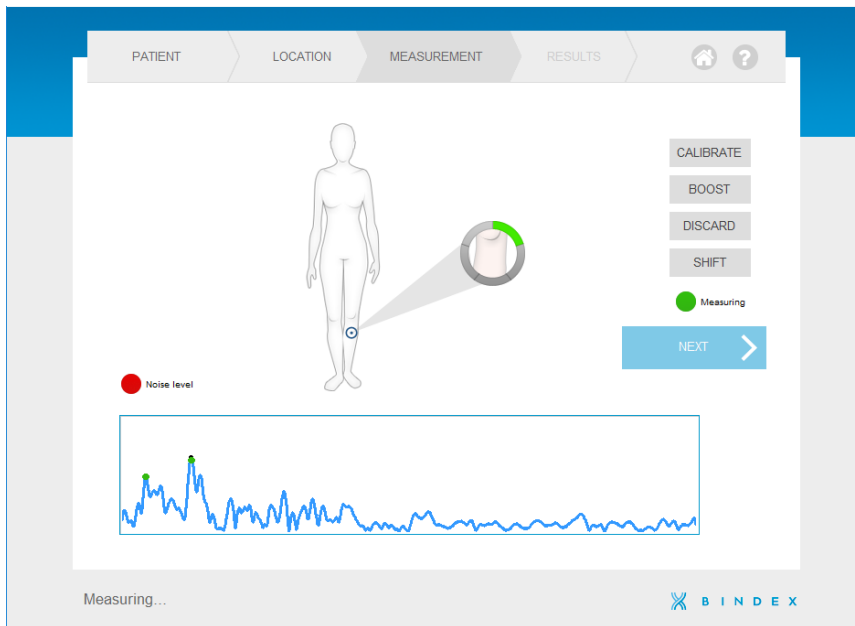 PATIENT
LOCATION
MEASUREMENT
RESULTS
?
CALIBRATE
BOOST
DISCARD
SHIFT
Measuring
NEXT
Noise level
Measuring...
BINDEX